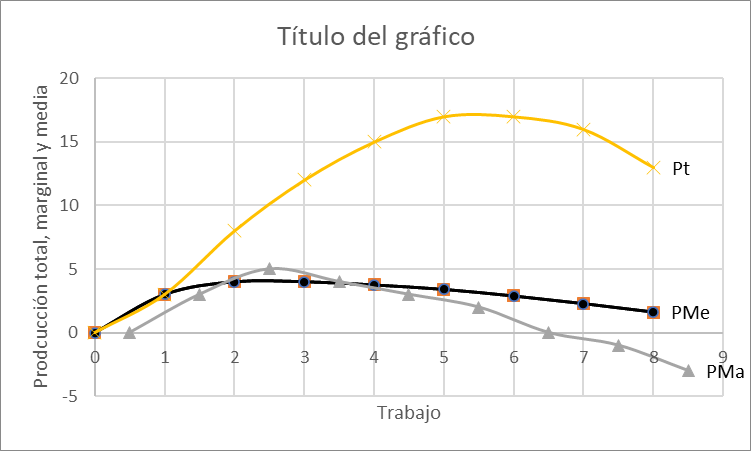 Título del gráfico
Prodcucción total, marginal y media
20
15
10
5
0
-5
0 1 2 3 4 5 6 7 8 9
Pt
PMe
PMa
Trabajo